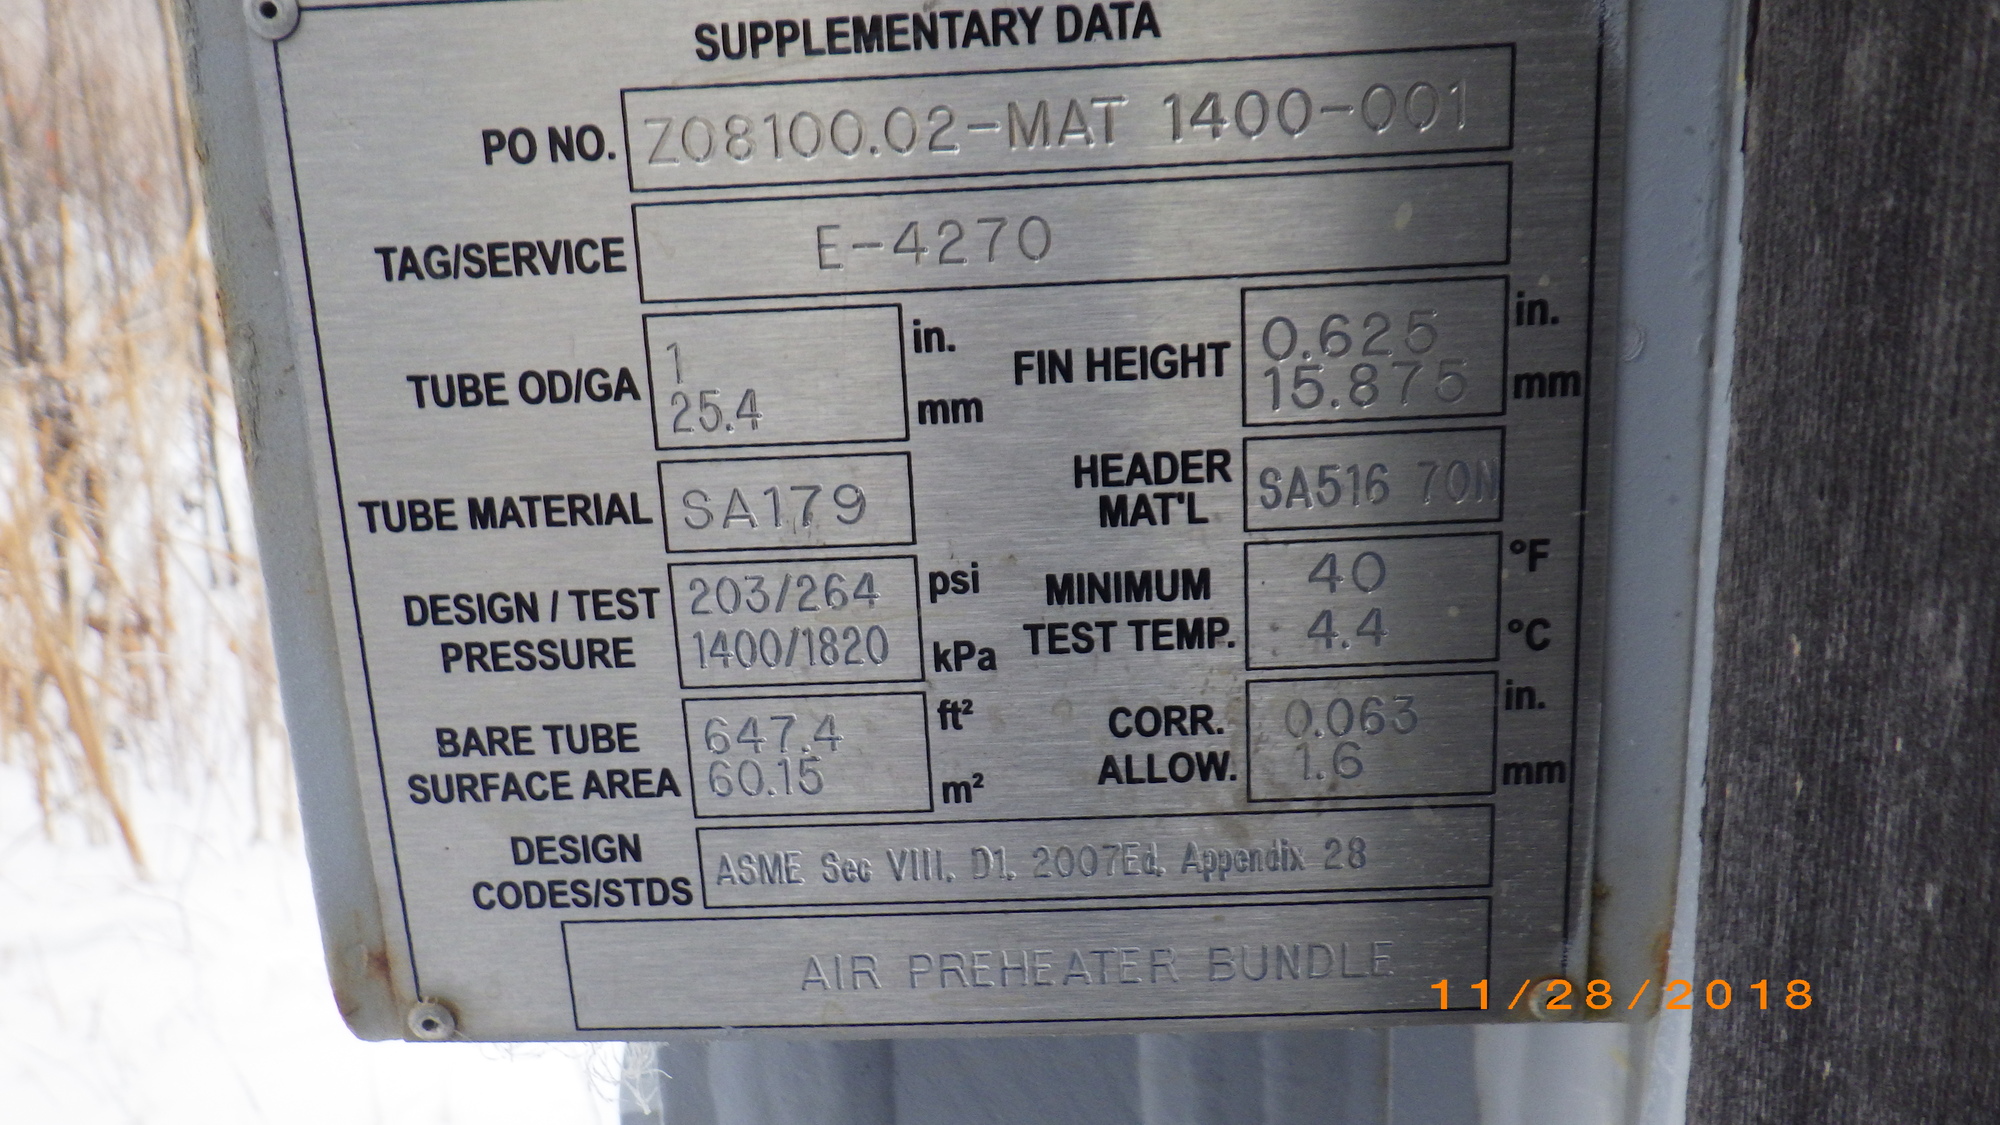 SUPPLEMENTARY DATA
PO NO. Z08100.02-MAT 1400-001
TAG/SERVICE E-4270
TUBE OD/GA 1 in.
25.4 mm
FIN HEIGHT 0.625 in.
15.875 mm
TUBE MATERIAL SA179
HEADER MAT'L SA516 70N
DESIGN / TEST PRESSURE 203/264 psi
1400/1820 kPa
MINIMUM TEST TEMP. 40 °F
4.4 °C
BARE TUBE SURFACE AREA 647.4 ft²
60.15 m²
CORR. ALLOW. 0.063 in.
1.6 mm
DESIGN CODES/STDS ASME Sec VIII, D1, 2007Ed, Appendix 28
AIR PREHEATER BUNDLE
11/28/2018